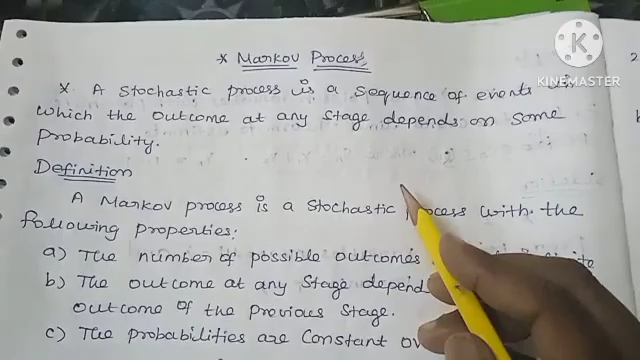 KINEMASTER
* Markov Process
* A Stochastic process is a sequence of events in
which the outcome at any stage depends on some
probability.
Definition
A Markov process is a stochastic process with the
following properties:
a) The number of possible outcomes
b) The outcome at any stage depend
outcome of the previous stage.
c) The probabilities are constant ov
2